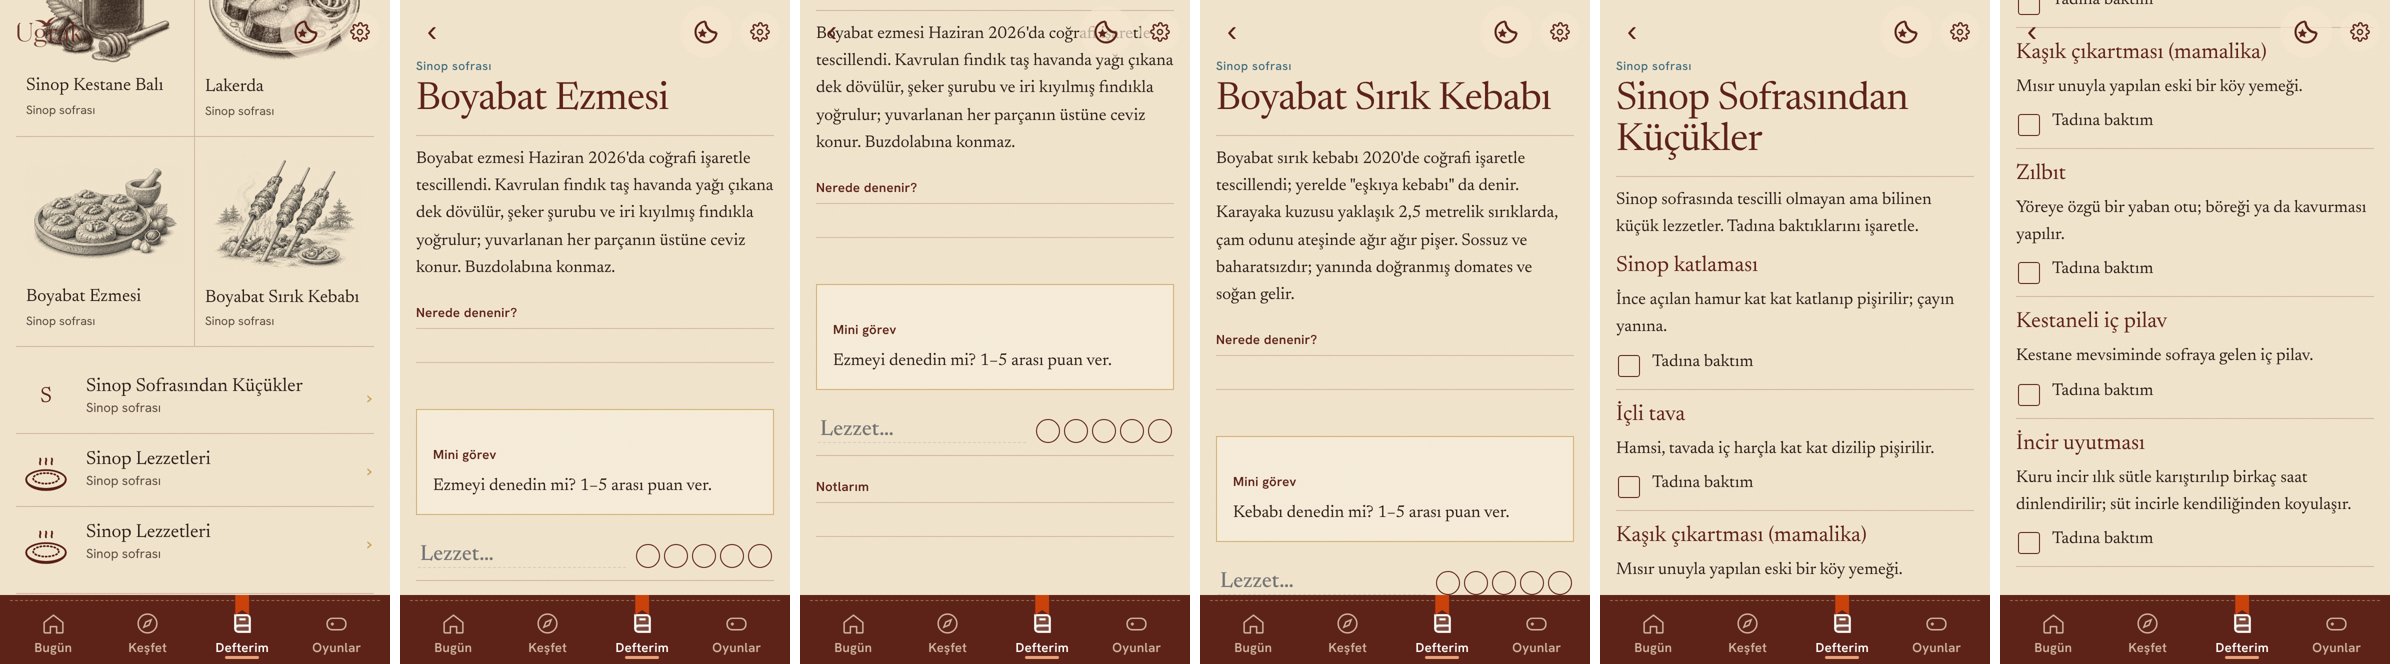 Sinop Kestane Balı
Sinop sofrası
Lakerda
Sinop sofrası
Boyabat Ezmesi
Sinop sofrası
Boyabat Sırık Kebabı
Sinop sofrası
S
Sinop Sofrasından Küçükler
Sinop sofrası
Sinop Lezzetleri
Sinop sofrası
Sinop Lezzetleri
Sinop sofrası
Bugün
Keşfet
Defterim
Oyunlar
Sinop sofrası
Boyabat Ezmesi
Boyabat ezmesi Haziran 2026'da coğrafi işaretle
tescillendi. Kavrulan fındık taş havanda yağı çıkana
dek dövülür, şeker şurubu ve iri kıyılmış fındıkla
yoğrulur; yuvarlanan her parçanın üstüne ceviz
konur. Buzdolabına konmaz.
Nerede denenir?
Mini görev
Ezmeyi denedin mi? 1–5 arası puan ver.
Lezzet...
Bugün
Keşfet
Defterim
Oyunlar
Boyabat ezmesi Haziran 2026'da coğrafi işaretle
tescillendi. Kavrulan fındık taş havanda yağı çıkana
dek dövülür, şeker şurubu ve iri kıyılmış fındıkla
yoğrulur; yuvarlanan her parçanın üstüne ceviz
konur. Buzdolabına konmaz.
Nerede denenir?
Mini görev
Ezmeyi denedin mi? 1–5 arası puan ver.
Lezzet...
Notlarım
Bugün
Keşfet
Defterim
Oyunlar
Sinop sofrası
Boyabat Sırık Kebabı
Boyabat sırık kebabı 2020'de coğrafi işaretle
tescillendi; yerelde "eşkıya kebabı" da denir.
Karayaka kuzusu yaklaşık 2,5 metrelik sırıklarda,
çam odunu ateşinde ağır ağır pişer. Sossuz ve
baharatsızdır; yanında doğranmış domates ve
soğan gelir.
Nerede denenir?
Mini görev
Kebabı denedin mi? 1–5 arası puan ver.
Lezzet...
Bugün
Keşfet
Defterim
Oyunlar
Sinop sofrası
Sinop Sofrasından
Küçükler
Sinop sofrasında tescilli olmayan ama bilinen
küçük lezzetler. Tadına baktıklarını işaretle.
Sinop katlaması
İnce açılan hamur kat kat katlanıp pişirilir; çayın
yanına.
Tadına baktım
İçli tava
Hamsi, tavada iç harçla kat kat dizilip pişirilir.
Tadına baktım
Kaşık çıkartması (mamalika)
Mısır unuyla yapılan eski bir köy yemeği.
Bugün
Keşfet
Defterim
Oyunlar
Kaşık çıkartması (mamalika)
Mısır unuyla yapılan eski bir köy yemeği.
Tadına baktım
Zılbıt
Yöreye özgü bir yaban otu; böreği ya da kavurması
yapılır.
Tadına baktım
Kestaneli iç pilav
Kestane mevsiminde sofraya gelen iç pilav.
Tadına baktım
İncir uyutması
Kuru incir ılık sütle karıştırılıp birkaç saat
dinlendirilir; süt incirle kendiliğinden koyulaşır.
Tadına baktım
Bugün
Keşfet
Defterim
Oyunlar